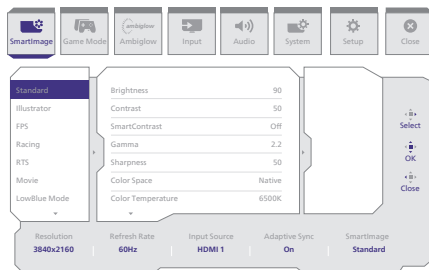 SmartImage
Game Mode
ambiglow
Ambiglow
Input
Audio
System
Setup
Close
Standard
Illustrator
FPS
Racing
RTS
Movie
LowBlue Mode
Brightness 90
Contrast 50
SmartContrast Off
Gamma 2.2
Sharpness 50
Color Space Native
Color Temperature 6500K
Select
OK
Close
Resolution Refresh Rate Input Source Adaptive Sync SmartImage
3840x2160 60Hz HDMI 1 On Standard